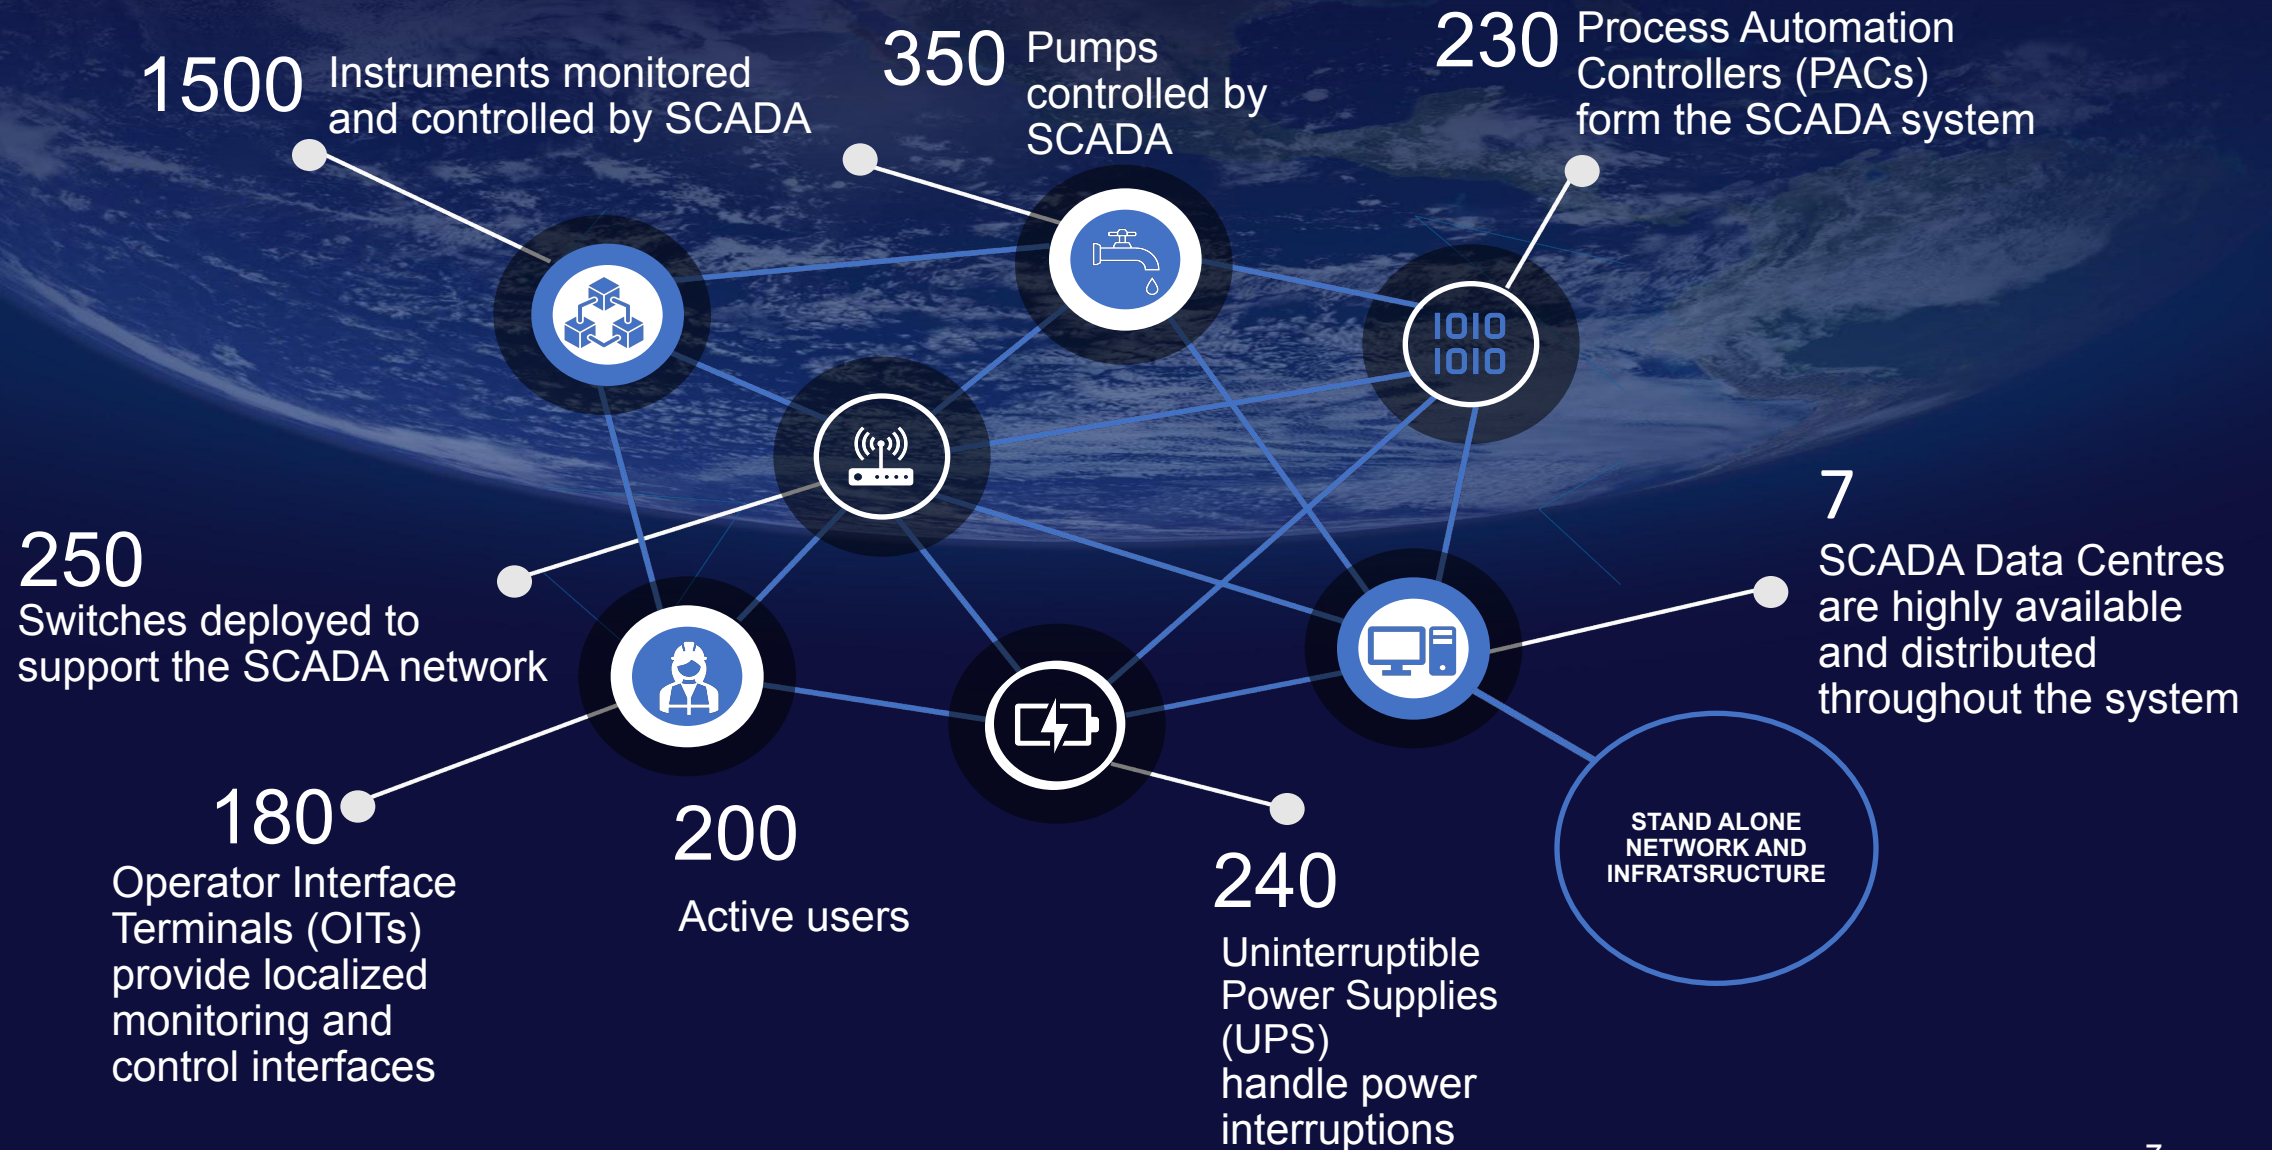 1500
Instruments monitored
and controlled by SCADA
350
Pumps
controlled by
SCADA
230
Process Automation
Controllers (PACs)
form the SCADA system
1010
1010
7
SCADA Data Centres
are highly available
and distributed
throughout the system
250
Switches deployed to
support the SCADA network
180
Operator Interface
Terminals (OITs)
provide localized
monitoring and
control interfaces
200
Active users
240
Uninterruptible
Power Supplies
(UPS)
handle power
interruptions
STAND ALONE
NETWORK AND
INFRATSRUCTURE